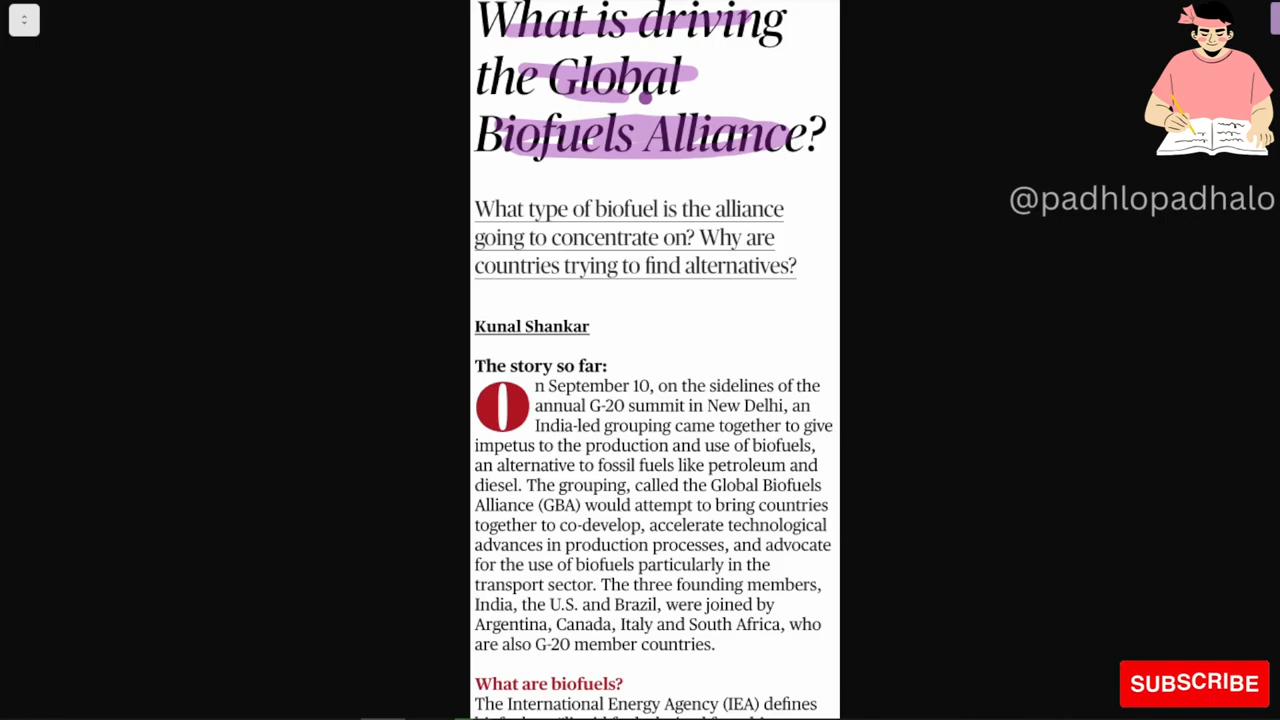 What is driving
the Global
Biofuels Alliance?
@padhlopadhalo
What type of biofuel is the alliance
going to concentrate on? Why are
countries trying to find alternatives?
Kunal Shankar
The story so far:
On September 10, on the sidelines of the
annual G-20 summit in New Delhi, an
India-led grouping came together to give
impetus to the production and use of biofuels,
an alternative to fossil fuels like petroleum and
diesel. The grouping, called the Global Biofuels
Alliance (GBA) would attempt to bring countries
together to co-develop, accelerate technological
advances in production processes, and advocate
for the use of biofuels particularly in the
transport sector. The three founding members,
India, the U.S. and Brazil, were joined by
Argentina, Canada, Italy and South Africa, who
are also G-20 member countries.
What are biofuels?
The International Energy Agency (IEA) defines
SUBSCRIBE